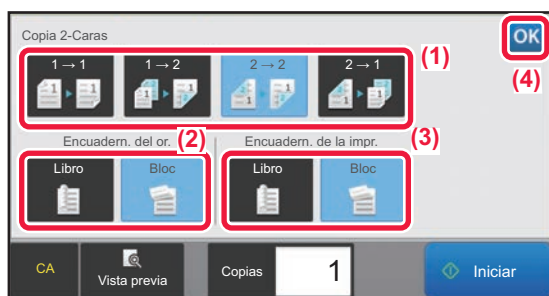 Copia 2-Caras
OK
(1)
(4)
1 → 1
1 → 2
2 → 2
2 → 1
Encuadern. del or.
(2)
Encuadern. de la impr.
(3)
Libro
Bloc
Libro
Bloc
CA
Vista previa
Copias
1
Iniciar